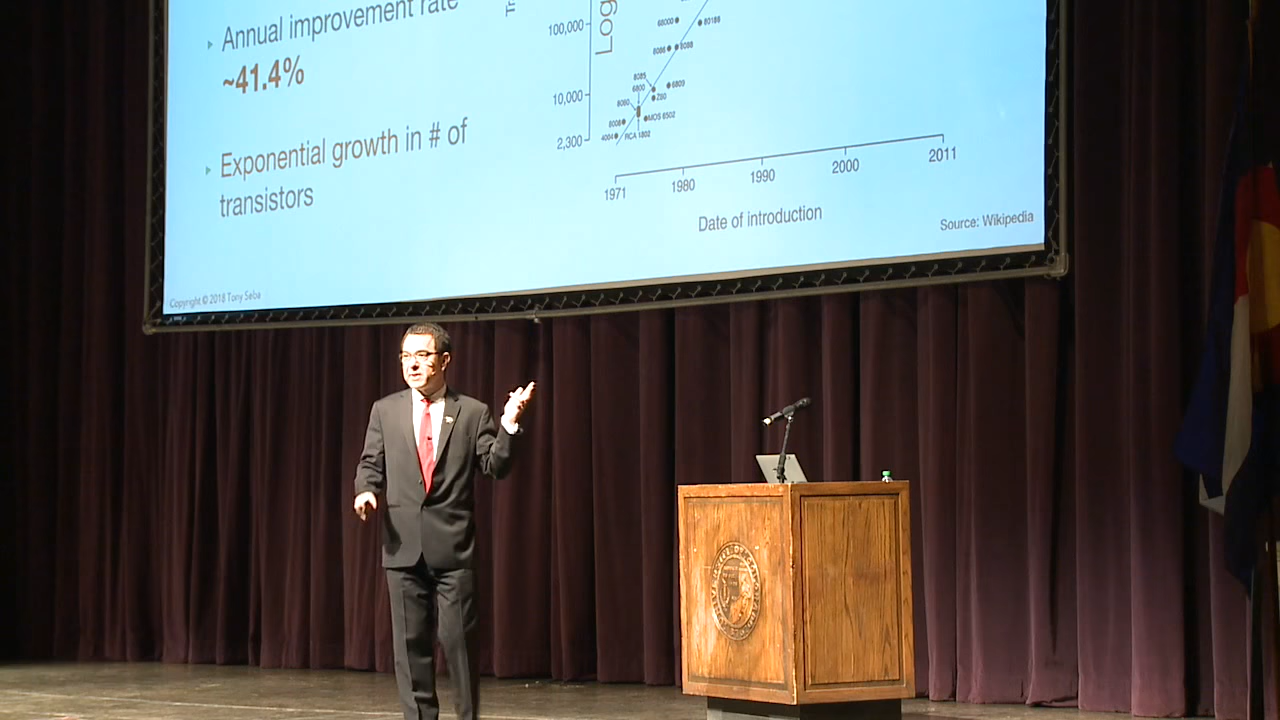 Annual improvement rate
~41.4%
Exponential growth in # of
transistors
Copyright © 2018 Tony Seba
Log
100,000
10,000
2,300
68000
80186
8086
8088
8085
6800
6809
Z80
8080
MOS 6502
8008
4004
RCA 1802
1971
1980
1990
2000
2011
Date of introduction
Source: Wikipedia